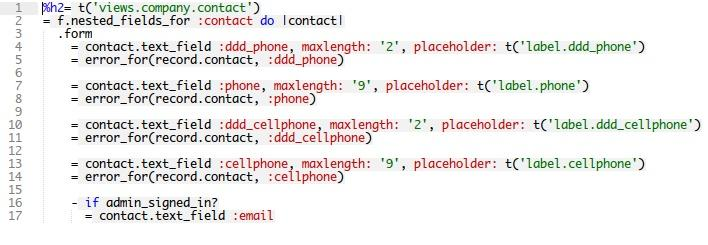 1 %h2= t('views.company.contact')
2 = f.nested_fields_for :contact do |contact|
3   .form
4     = contact.text_field :ddd_phone, maxlength: '2', placeholder: t('label.ddd_phone')
5     = error_for(record.contact, :ddd_phone)
6
7     = contact.text_field :phone, maxlength: '9', placeholder: t('label.phone')
8     = error_for(record.contact, :phone)
9
10     = contact.text_field :ddd_cellphone, maxlength: '2', placeholder: t('label.ddd_cellphone')
11     = error_for(record.contact, :ddd_cellphone)
12
13     = contact.text_field :cellphone, maxlength: '9', placeholder: t('label.cellphone')
14     = error_for(record.contact, :cellphone)
15
16     - if admin_signed_in?
17       = contact.text_field :email